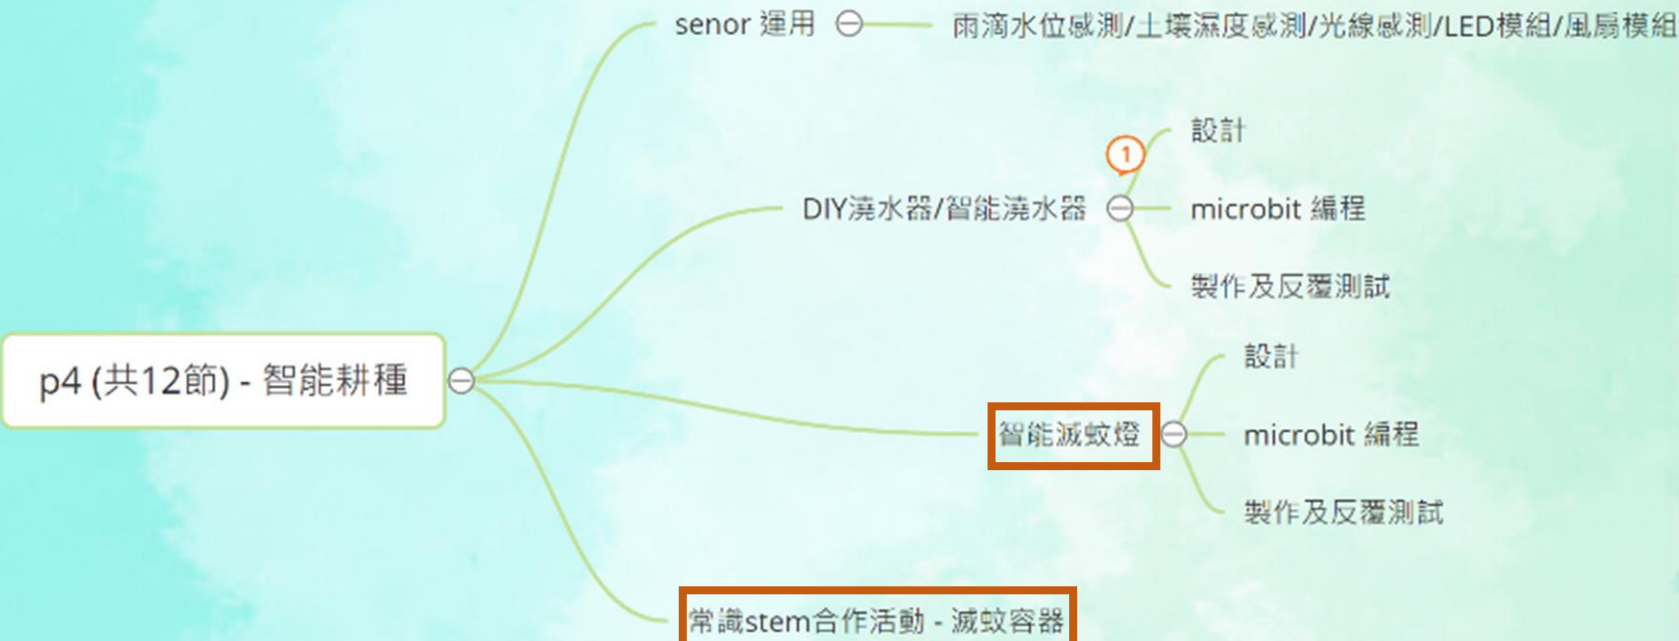 senor 運用
雨滴水位感測/土壤濕度感測/光線感測/LED模組/風扇模組
1
設計
DIY澆水器/智能澆水器
microbit 編程
製作及反覆測試
p4 (共12節) - 智能耕種
設計
智能滅蚊燈
microbit 編程
製作及反覆測試
常識stem合作活動 - 滅蚊容器